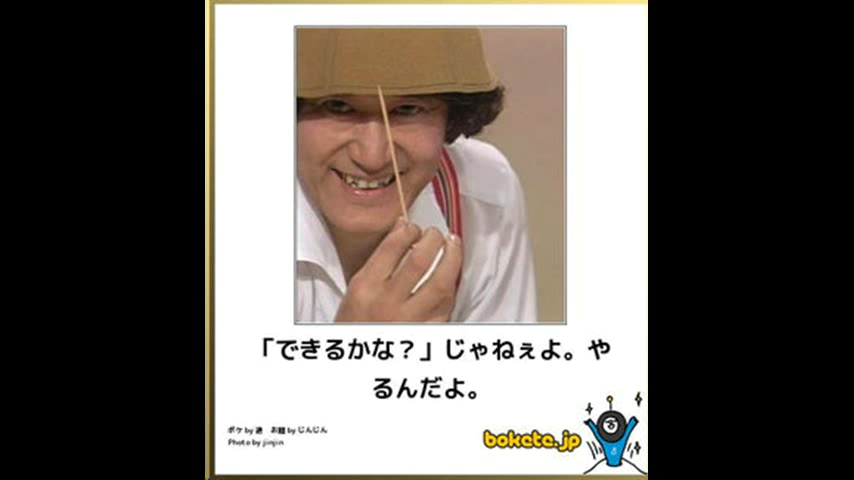 「できるかな？」じゃねぇよ。や
るんだよ。
ボケ by 迷　お題 by じんじん
Photo by jinjin
bokete.jp